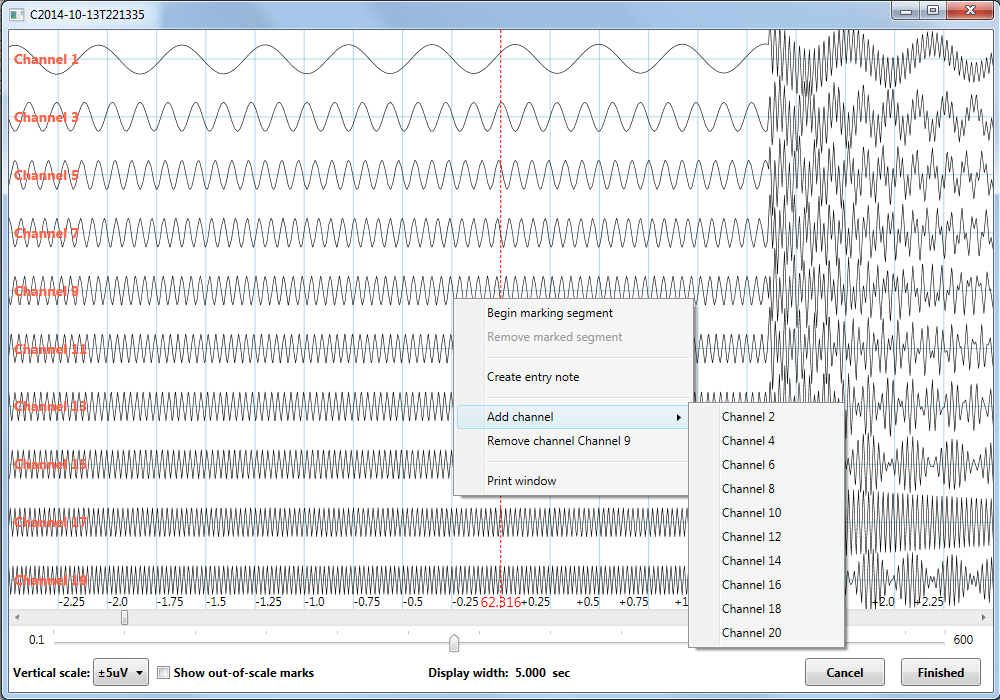 C2014-10-13T221335
Channel 1
Channel 3
Channel 5
Channel 7
Channel 9
Channel 11
Channel 13
Channel 15
Channel 17
Channel 19
Begin marking segment
Remove marked segment
Create entry note
Add channel
Remove channel Channel 9
Print window
Channel 2
Channel 4
Channel 6
Channel 8
Channel 10
Channel 12
Channel 14
Channel 16
Channel 18
Channel 20
-2.25 -2.0 -1.75 -1.5 -1.25 -1.0 -0.75 -0.5 -0.25 62.316 +0.25 +0.5 +0.75 +1 +2.0 +2.25
0.1 600
Vertical scale: ±5uV Show out-of-scale marks Display width: 5.000 sec Cancel Finished